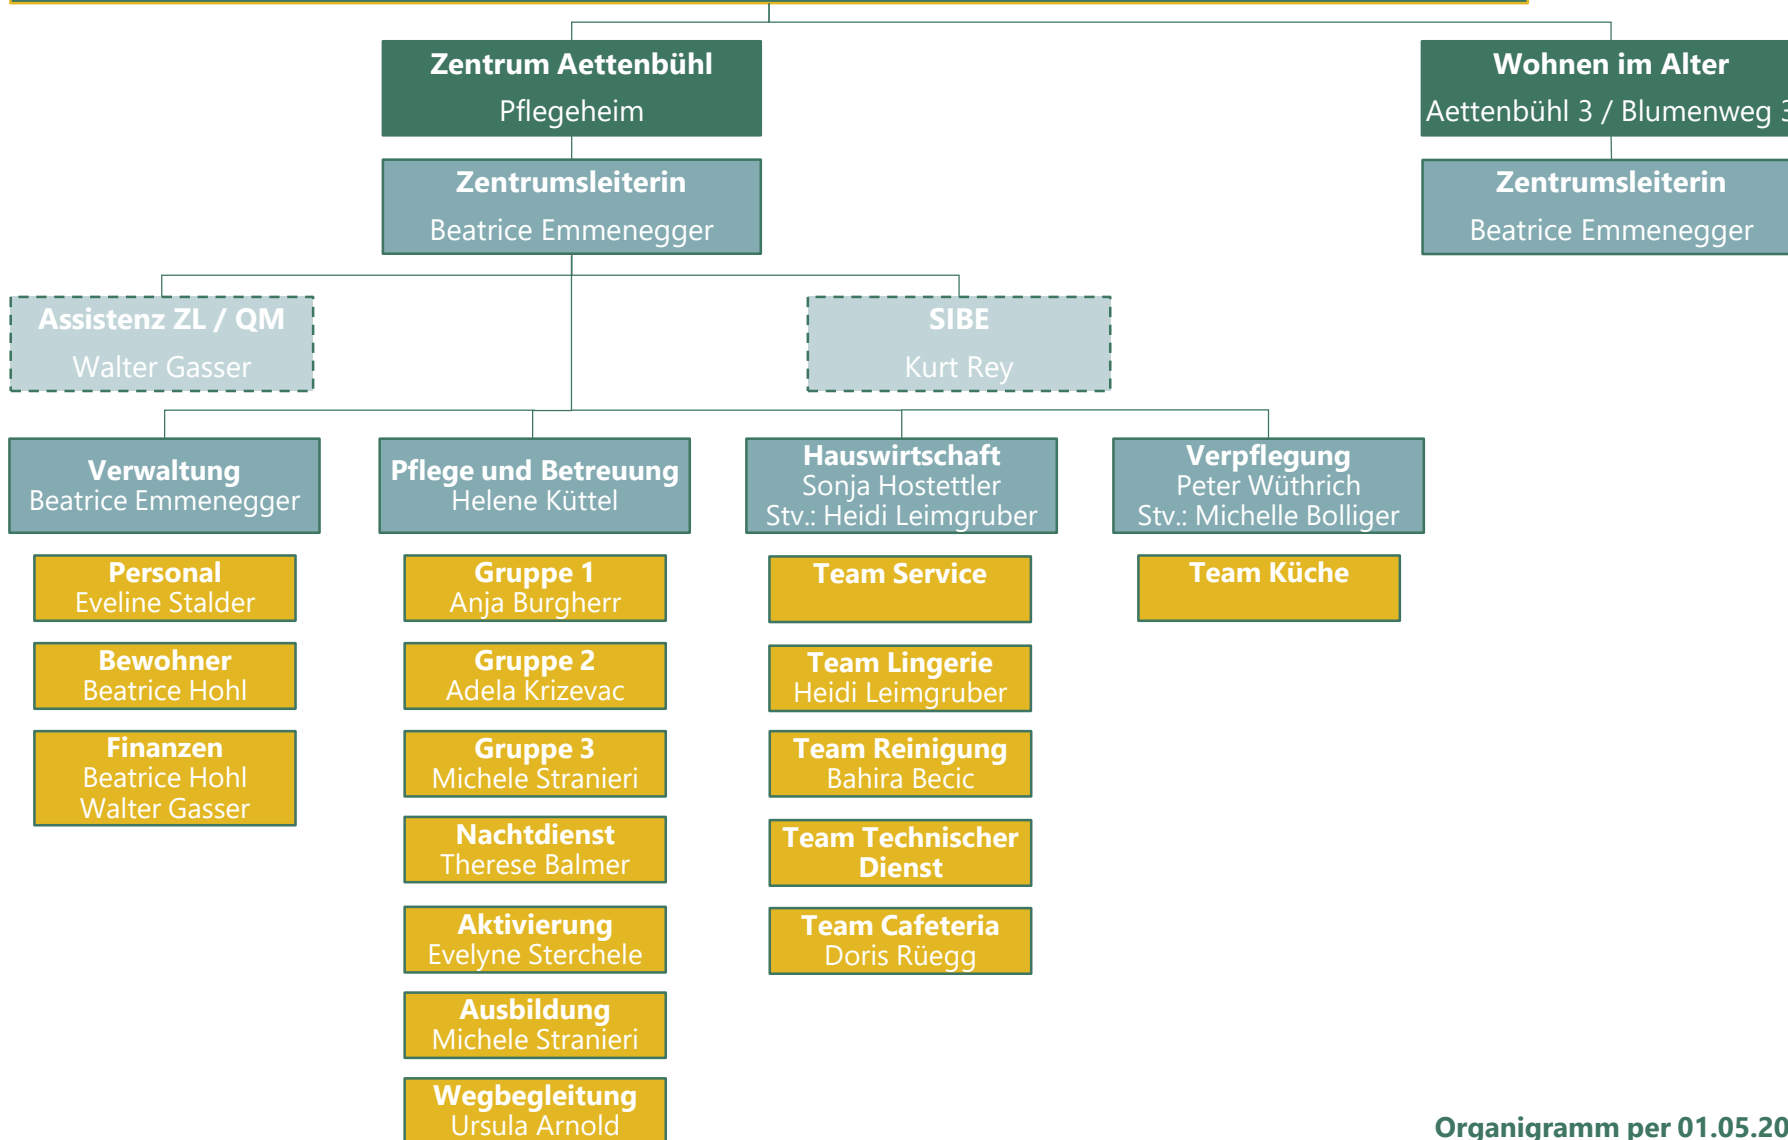 Zentrum Aettenbühl
Pflegeheim
Wohnen im Alter
Aettenbühl 3 / Blumenweg 3
Zentrumsleiterin
Beatrice Emmenegger
Zentrumsleiterin
Beatrice Emmenegger
Assistenz ZL / QM
Walter Gasser
SIBE
Kurt Rey
Verwaltung
Beatrice Emmenegger
Pflege und Betreuung
Helene Küttel
Hauswirtschaft
Sonja Hostettler
Stv.: Heidi Leimgruber
Verpflegung
Peter Wüthrich
Stv.: Michelle Bolliger
Personal
Eveline Stalder
Bewohner
Beatrice Hohl
Finanzen
Beatrice Hohl
Walter Gasser
Gruppe 1
Anja Burgherr
Gruppe 2
Adela Krizevac
Gruppe 3
Michele Stranieri
Nachtdienst
Therese Balmer
Aktivierung
Evelyne Sterchele
Ausbildung
Michele Stranieri
Wegbegleitung
Ursula Arnold
Team Service
Team Lingerie
Heidi Leimgruber
Team Reinigung
Bahira Becic
Team Technischer
Dienst
Team Cafeteria
Doris Rüegg
Team Küche
Organigramm per 01.05.20